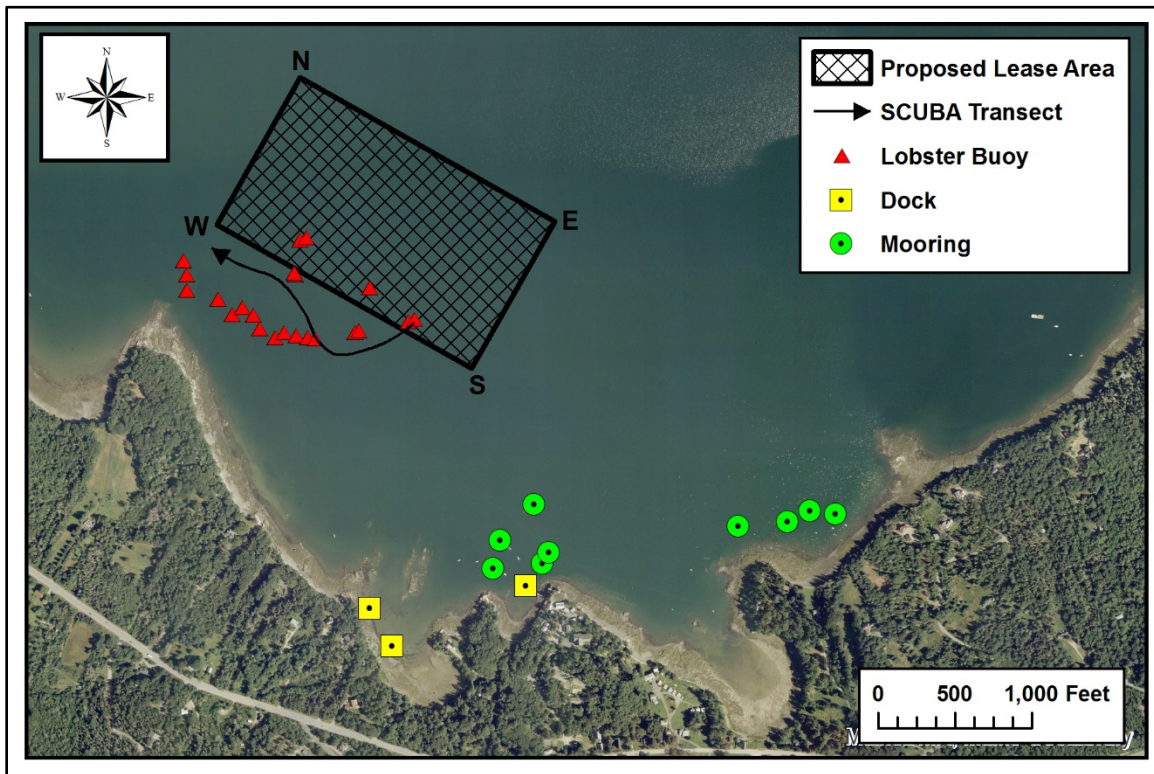 N
W E
S
N
W
E
S
Proposed Lease Area
SCUBA Transect
Lobster Buoy
Dock
Mooring
0 500 1,000 Feet